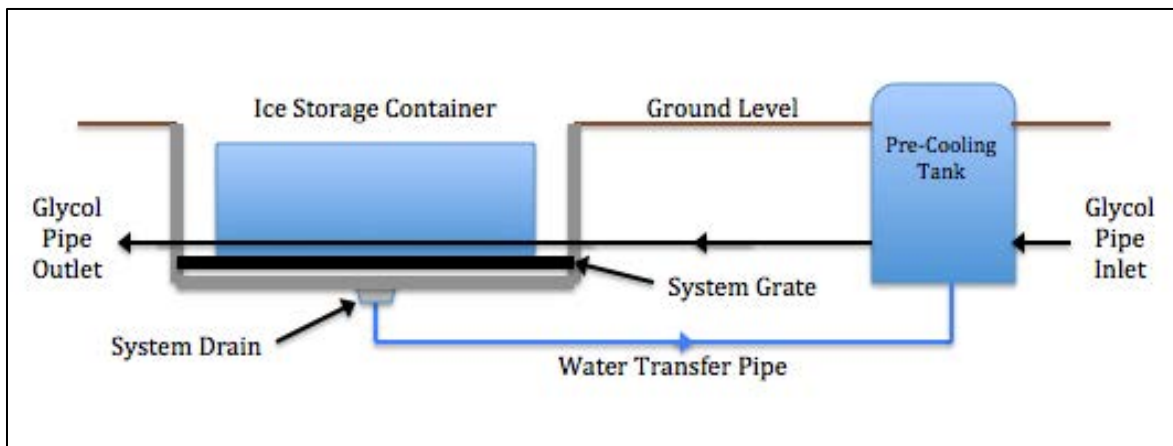 Ice Storage Container
Ground Level
Pre-Cooling
Tank
Glycol
Pipe
Outlet
Glycol
Pipe
Inlet
System Grate
System Drain
Water Transfer Pipe